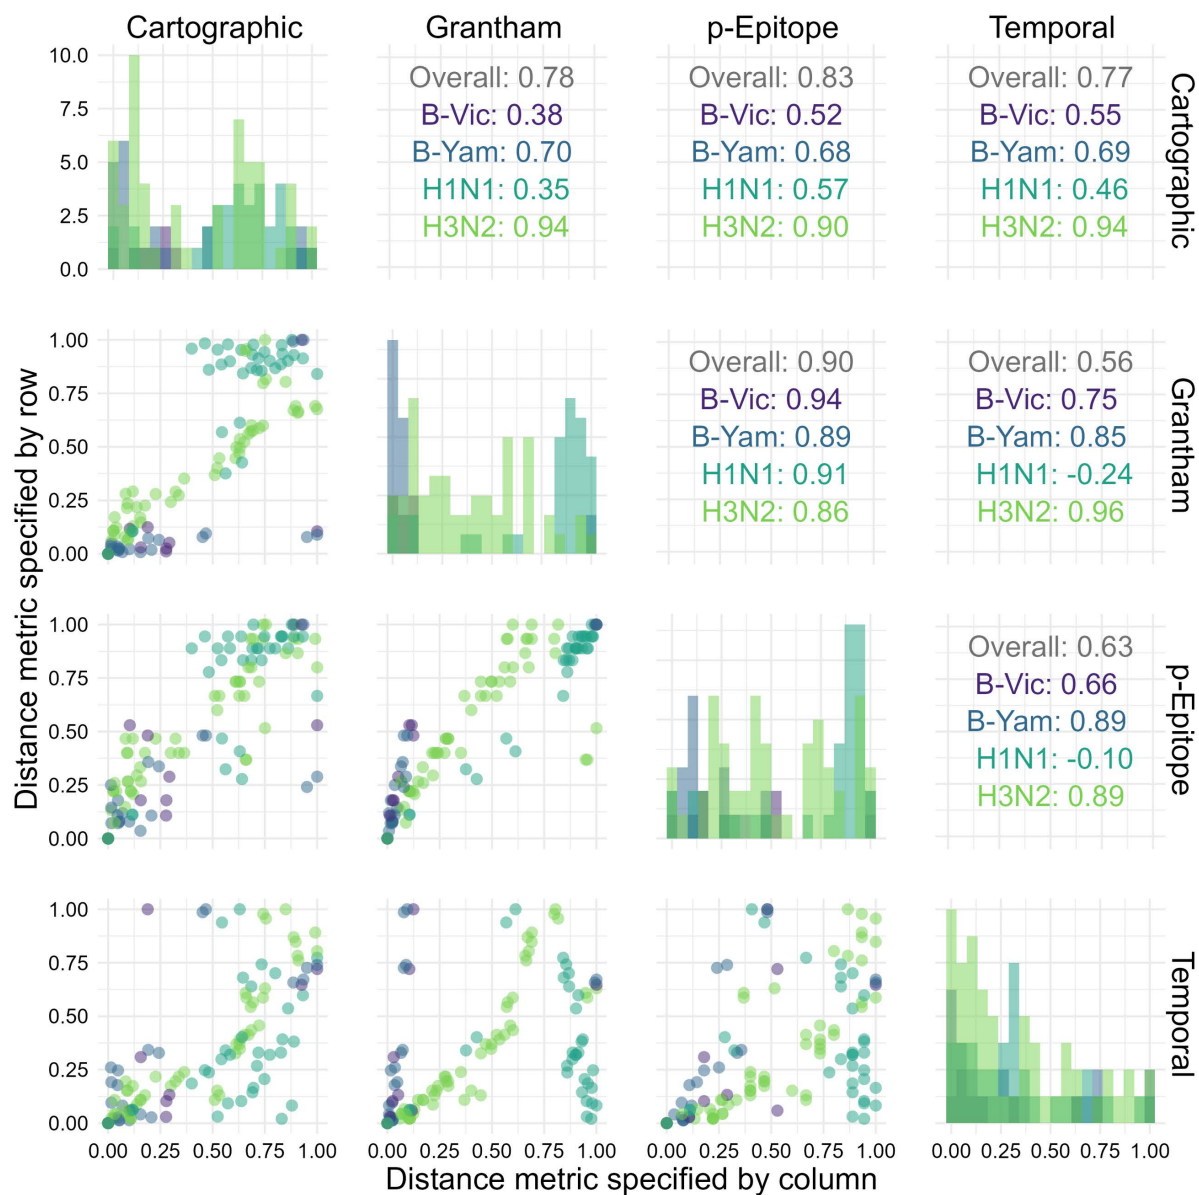 Cartographic Grantham p-Epitope Temporal
10.0
7.5
5.0
2.5
0.0
Overall: 0.78
B-Vic: 0.38
B-Yam: 0.70
H1N1: 0.35
H3N2: 0.94
Overall: 0.83
B-Vic: 0.52
B-Yam: 0.68
H1N1: 0.57
H3N2: 0.90
Overall: 0.77
B-Vic: 0.55
B-Yam: 0.69
H1N1: 0.46
H3N2: 0.94
Cartographic
Distance metric specified by row
1.00
0.75
0.50
0.25
0.00
Overall: 0.90
B-Vic: 0.94
B-Yam: 0.89
H1N1: 0.91
H3N2: 0.86
Overall: 0.56
B-Vic: 0.75
B-Yam: 0.85
H1N1: -0.24
H3N2: 0.96
Grantham
1.00
0.75
0.50
0.25
0.00
Overall: 0.63
B-Vic: 0.66
B-Yam: 0.89
H1N1: -0.10
H3N2: 0.89
p-Epitope
1.00
0.75
0.50
0.25
0.00
Temporal
0.00 0.25 0.50 0.75 1.00 0.00 0.25 0.50 0.75 1.00 0.00 0.25 0.50 0.75 1.00 0.00 0.25 0.50 0.75 1.00
Distance metric specified by column